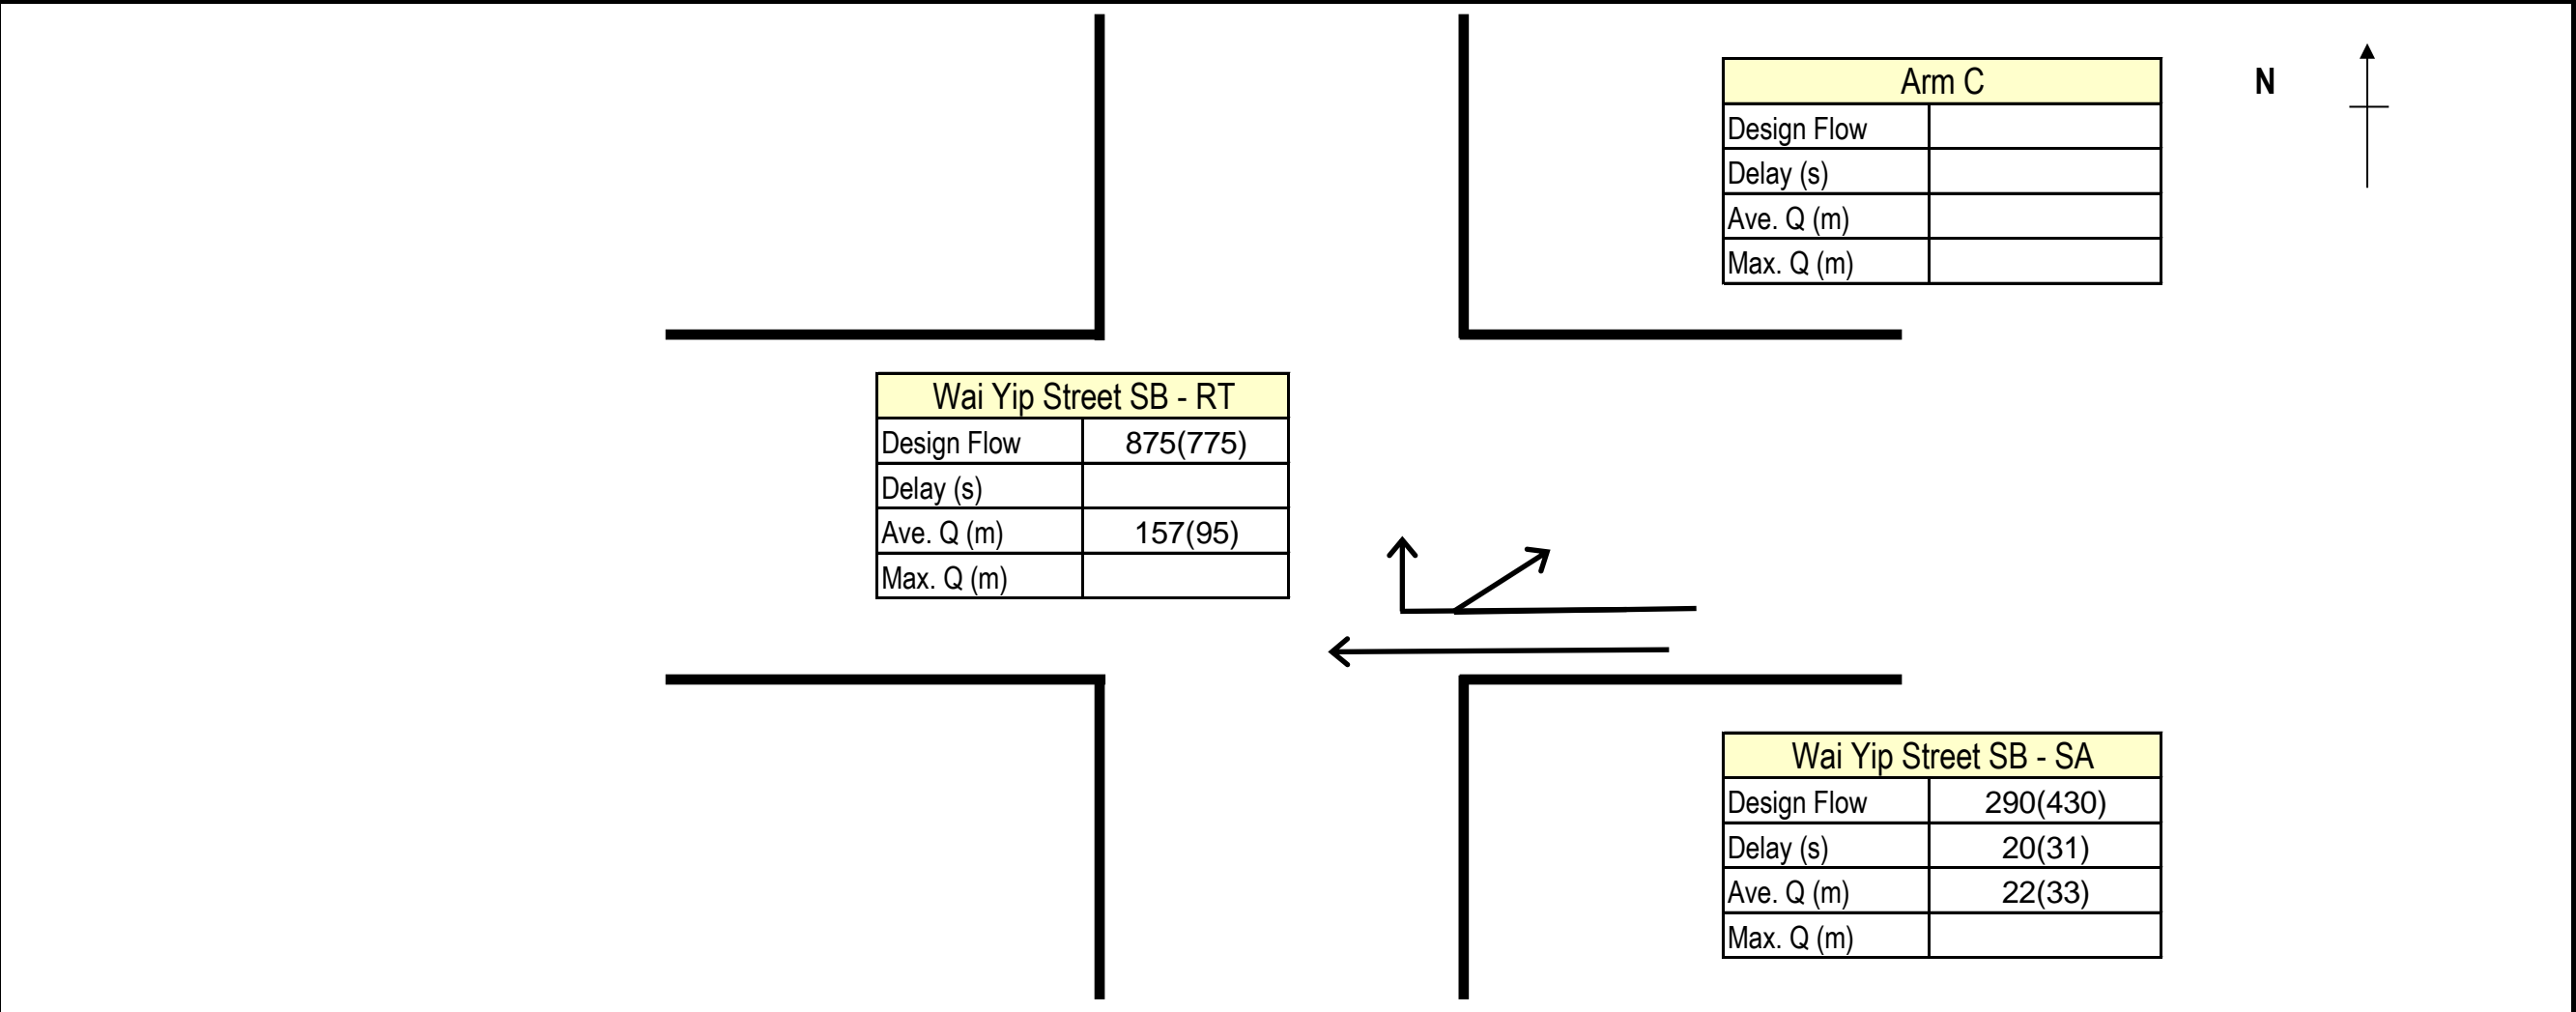 Arm C
N
Design Flow
Delay (s)
Ave. Q (m)
Max. Q (m)
Wai Yip Street SB - RT
Design Flow 875(775)
Delay (s)
Ave. Q (m) 157(95)
Max. Q (m)
Wai Yip Street SB - SA
Design Flow 290(430)
Delay (s) 20(31)
Ave. Q (m) 22(33)
Max. Q (m)